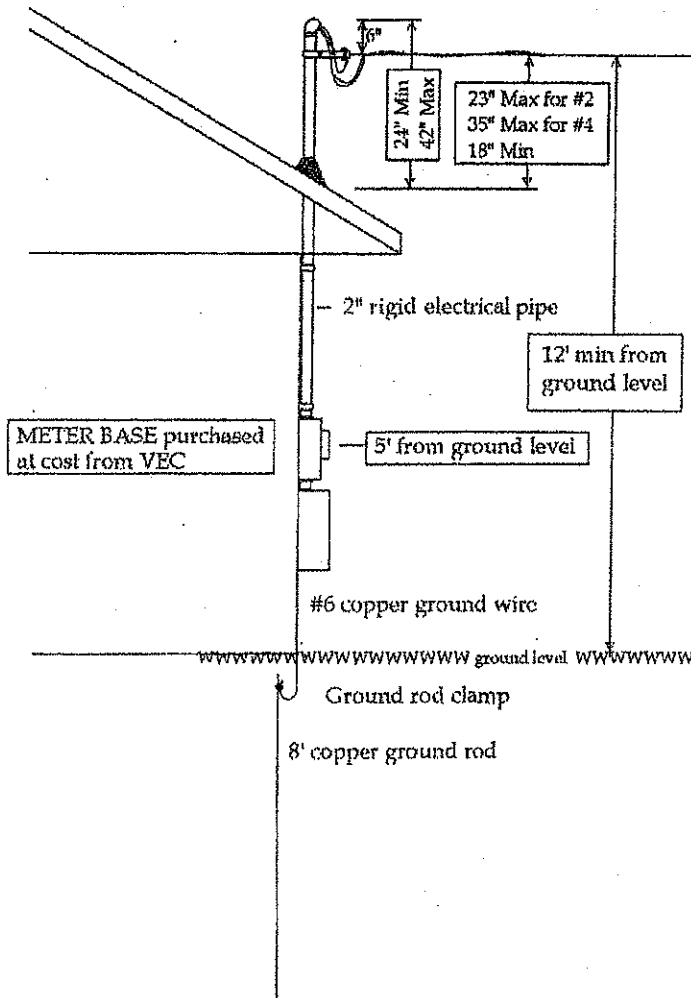 6"
24" Min
42" Max
23" Max for #2
35" Max for #4
18" Min
2" rigid electrical pipe
12' min from
ground level
METER BASE purchased
at cost from VEC
5' from ground level
#6 copper ground wire
ground level
Ground rod clamp
8' copper ground rod